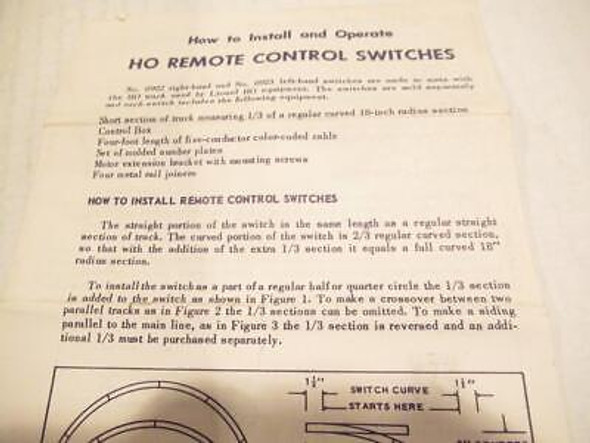 How to Install and Operate
HO REMOTE CONTROL SWITCHES
No. 0922 right-hand and No. 0923 left-hand switches are made to mate with
the HO track used by Lionel HO equipment. The switches are sold separately
and each switch includes the following equipment.
Short section of track measuring 1/3 of a regular curved 18-inch radius section
Control Box
Four-foot length of five-conductor color-coded cable
Set of molded number plates
Motor extension bracket with mounting screws
Four metal rail joiners
HOW TO INSTALL REMOTE CONTROL SWITCHES
The straight portion of the switch is the same length as a regular straight
section of track. The curved portion of the switch is 2/3 regular curved section,
so that with the addition of the extra 1/3 section it equals a full curved 18"
radius section.
To install the switch as a part of a regular half or quarter circle the 1/3 section
is added to the switch as shown in Figure 1. To make a crossover between two
parallel tracks as in Figure 2 the 1/3 sections can be omitted. To make a siding
parallel to the main line, as in Figure 3 the 1/3 section is reversed and an addi-
tional 1/3 must be purchased separately.
1½" SWITCH CURVE 1½"
STARTS HERE